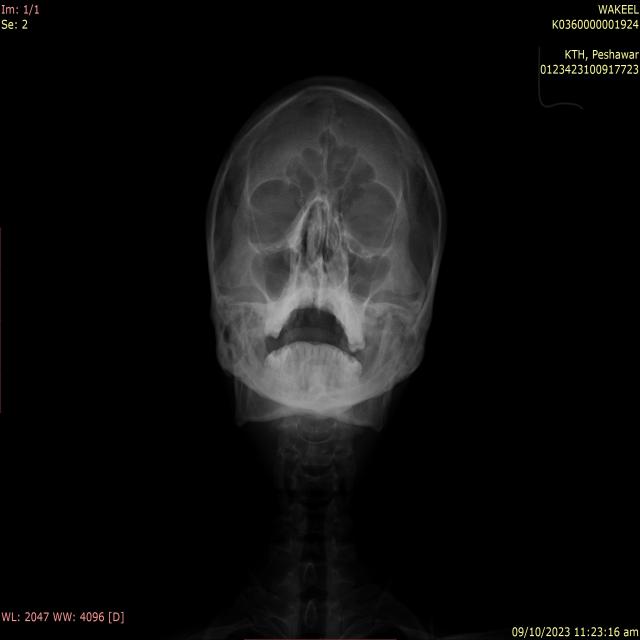 Im: 1/1
Se: 2
WAKEEL
K0360000001924
KTH, Peshawar
0123423100917723
WL: 2047 WW: 4096 [D]
09/10/2023 11:23:16 am